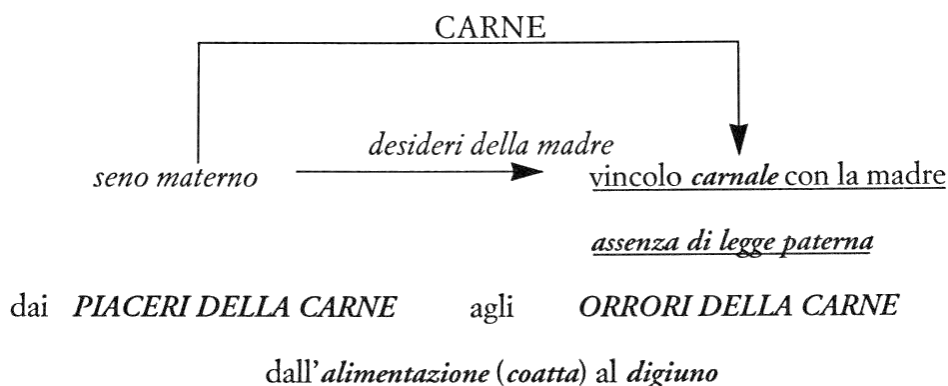 CARNE
desideri della madre
seno materno vincolo carnale con la madre
assenza di legge paterna
dai PIACERI DELLA CARNE agli ORRORI DELLA CARNE
dall'alimentazione (coatta) al digiuno